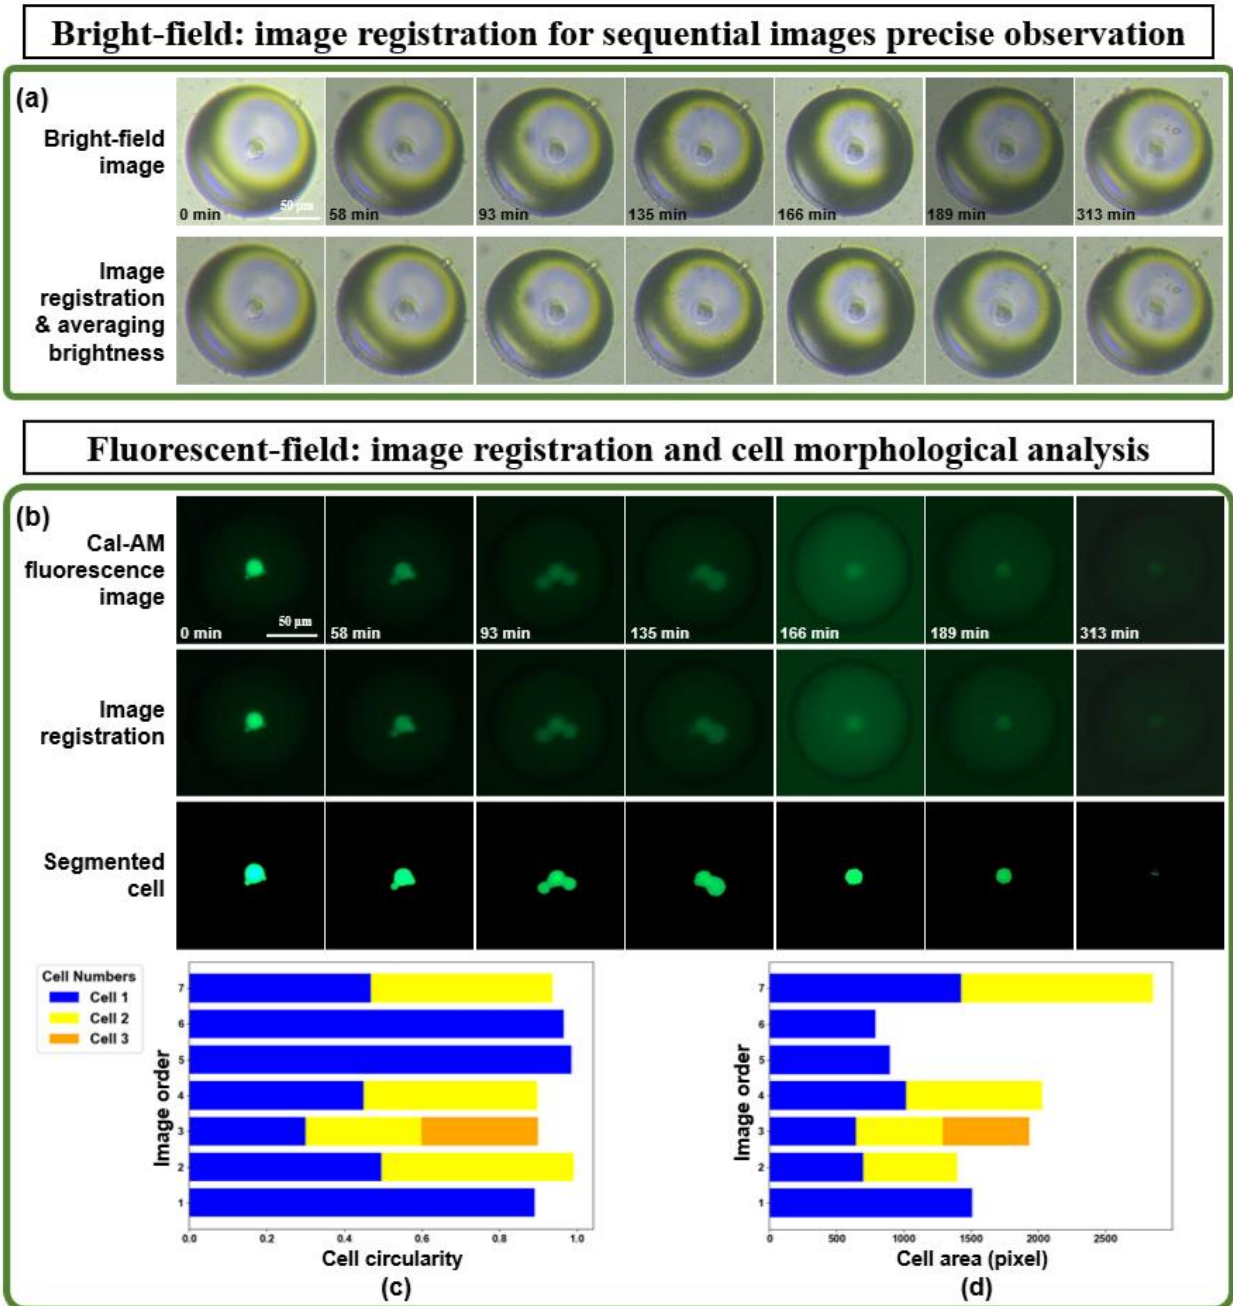 Bright-field: image registration for sequential images precise observation
(a)
Bright-field
image
0 min
50 µm
58 min
93 min
135 min
166 min
189 min
313 min
Image
registration
& averaging
brightness
Fluorescent-field: image registration and cell morphological analysis
(b)
Cal-AM
fluorescence
image
0 min
50 µm
58 min
93 min
135 min
166 min
189 min
313 min
Image
registration
Segmented
cell
Cell Numbers
Cell 1
Cell 2
Cell 3
Image order
7
6
5
4
3
2
1
0.0 0.2 0.4 0.6 0.8 1.0
Cell circularity
(c)
Image order
7
6
5
4
3
2
1
0 500 1000 1500 2000 2500
Cell area (pixel)
(d)